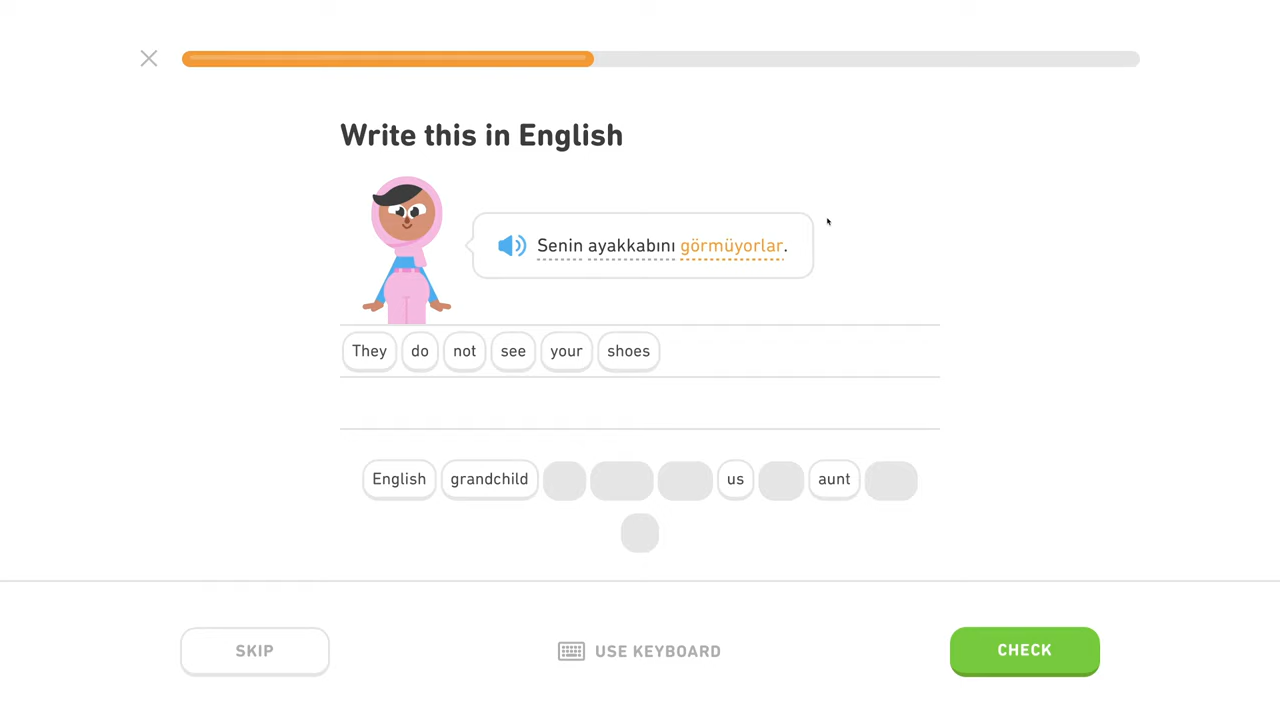 Write this in English
Senin ayakkabını görmüyorlar.
They do not see your shoes
English grandchild us aunt
SKIP USE KEYBOARD CHECK